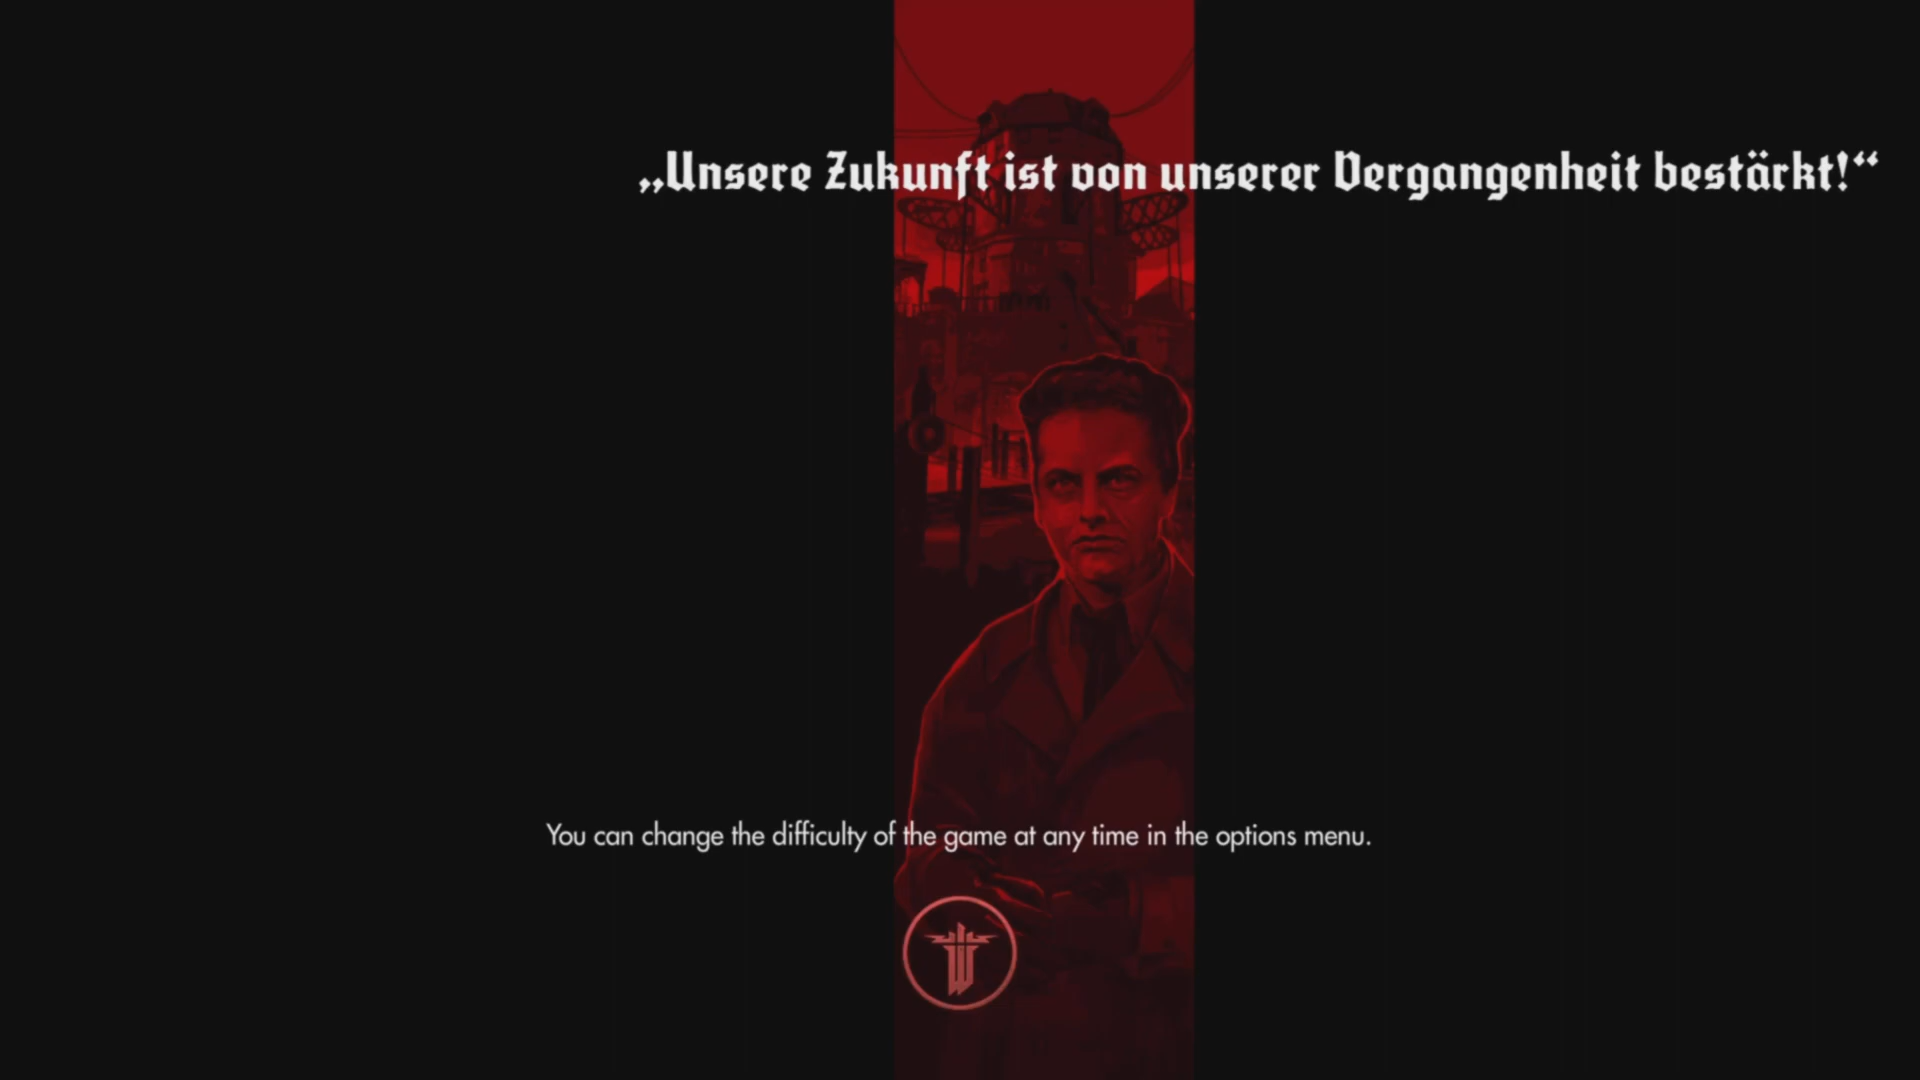 „Unsere Zukunft ist von unserer Vergangenheit bestärkt!“
You can change the difficulty of the game at any time in the options menu.